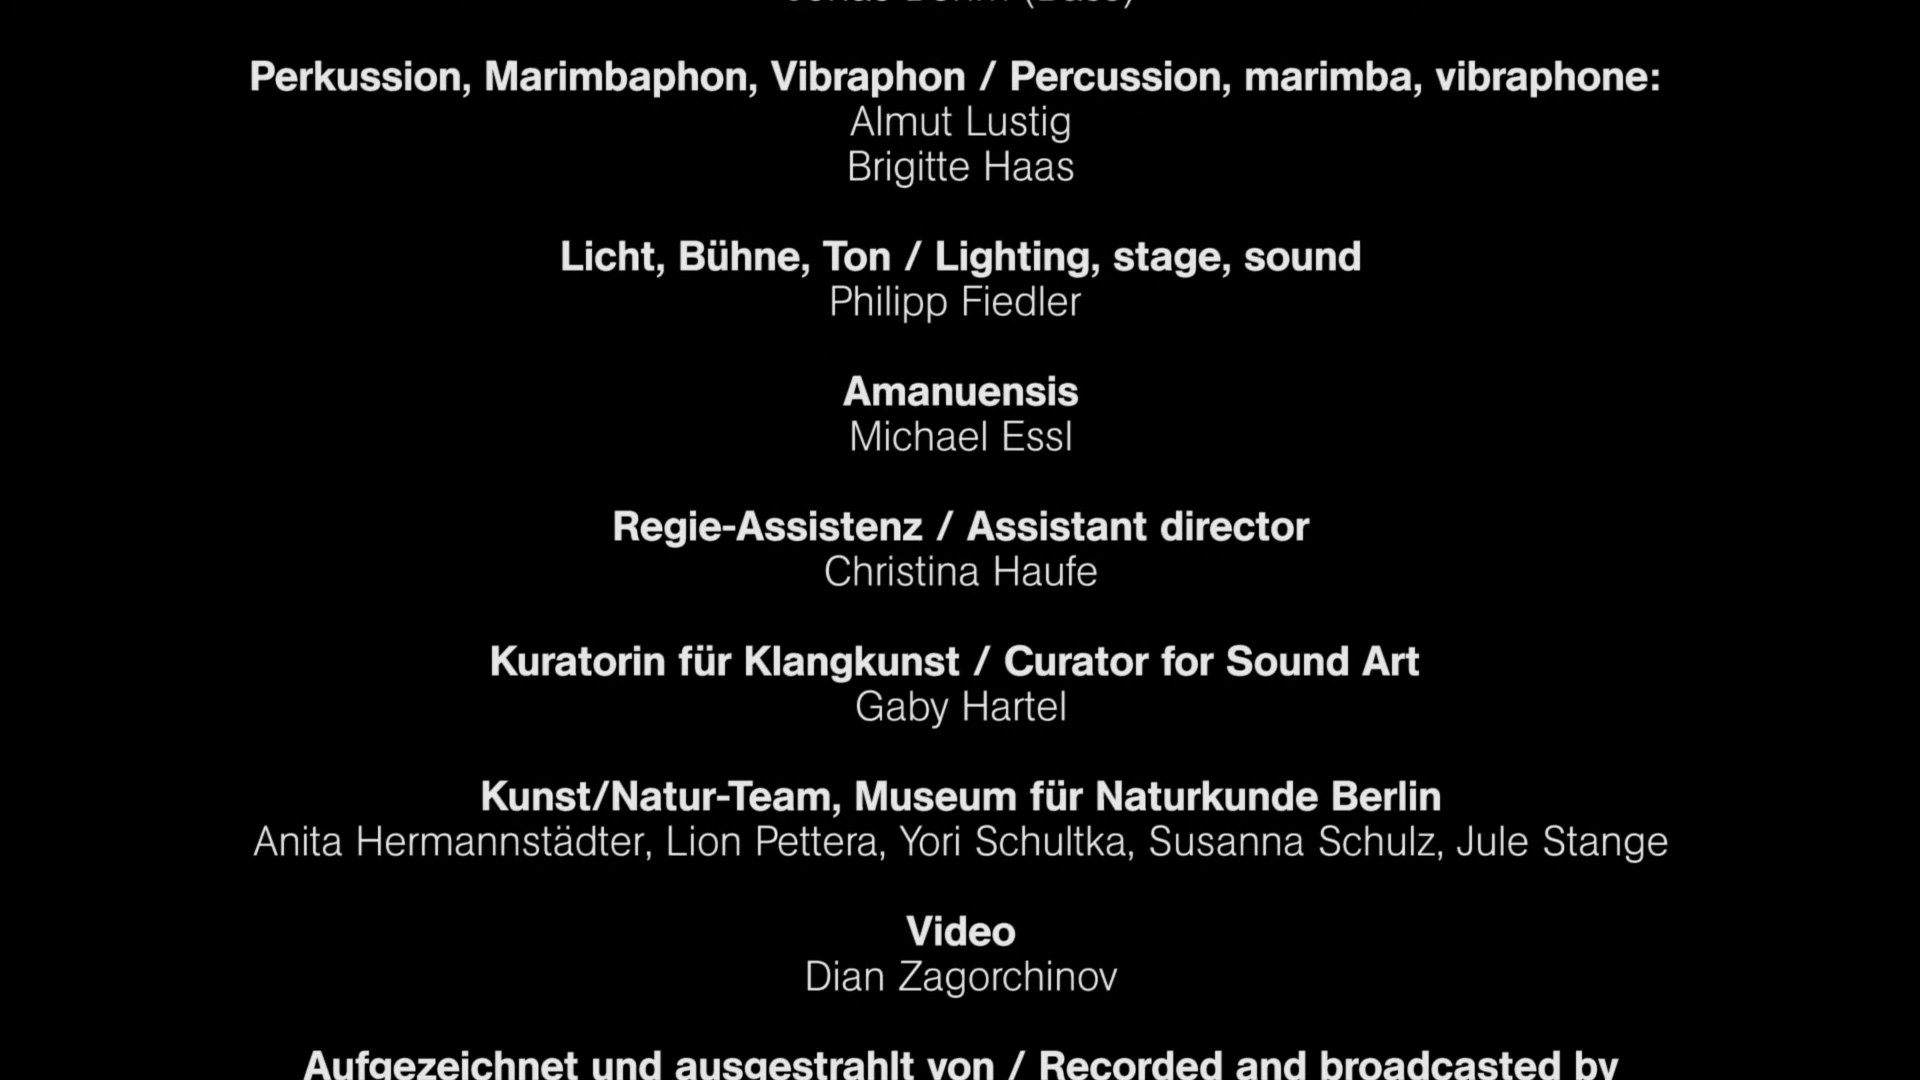 Perkussion, Marimbaphon, Vibraphon / Percussion, marimba, vibraphone:
Almut Lustig
Brigitte Haas
Licht, Bühne, Ton / Lighting, stage, sound
Philipp Fiedler
Amanuensis
Michael Essl
Regie-Assistenz / Assistant director
Christina Haufe
Kuratorin für Klangkunst / Curator for Sound Art
Gaby Hartel
Kunst/Natur-Team, Museum für Naturkunde Berlin
Anita Hermannstädter, Lion Pettera, Yori Schultka, Susanna Schulz, Jule Stange
Video
Dian Zagorchinov
Aufgezeichnet und ausgestrahlt von / Recorded and broadcasted by